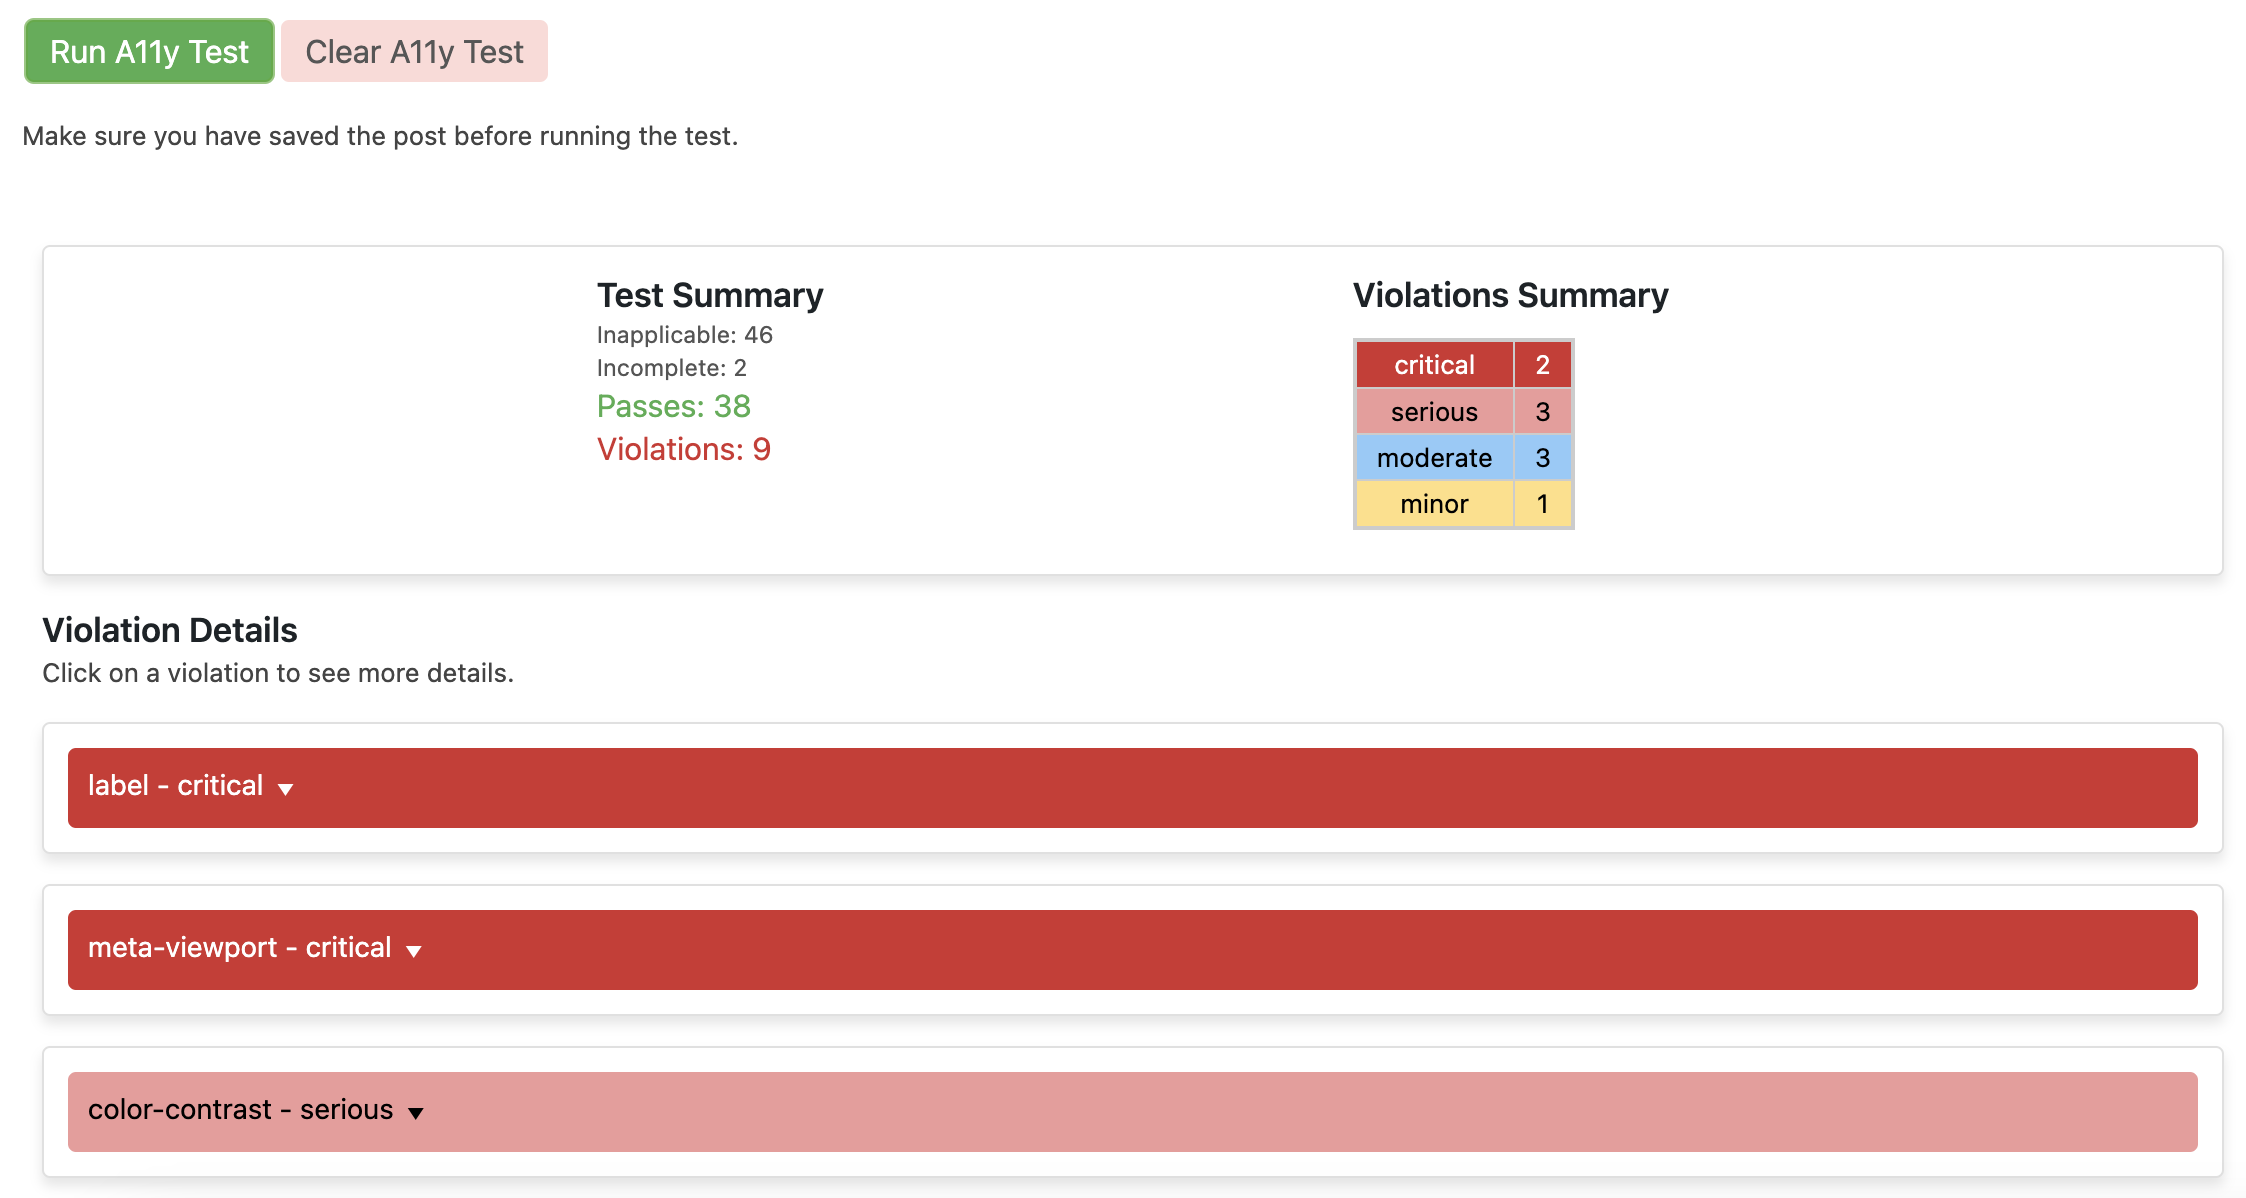 Run A11y Test Clear A11y Test
Make sure you have saved the post before running the test.
Test Summary
Inapplicable: 46
Incomplete: 2
Passes: 38
Violations: 9
Violations Summary
critical 2
serious 3
moderate 3
minor 1
Violation Details
Click on a violation to see more details.
label - critical ▼
meta-viewport - critical ▼
color-contrast - serious ▼